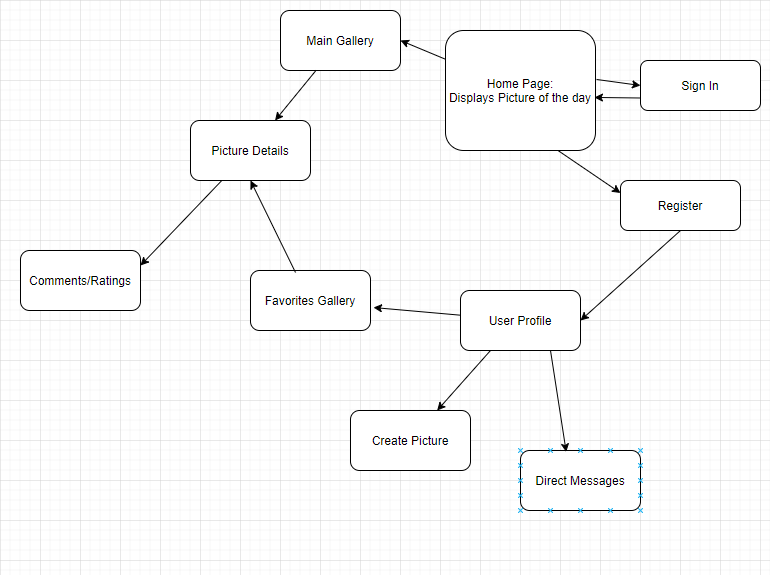 Main Gallery
Home Page:
Displays Picture of the day
Sign In
Picture Details
Register
Comments/Ratings
Favorites Gallery
User Profile
Create Picture
Direct Messages